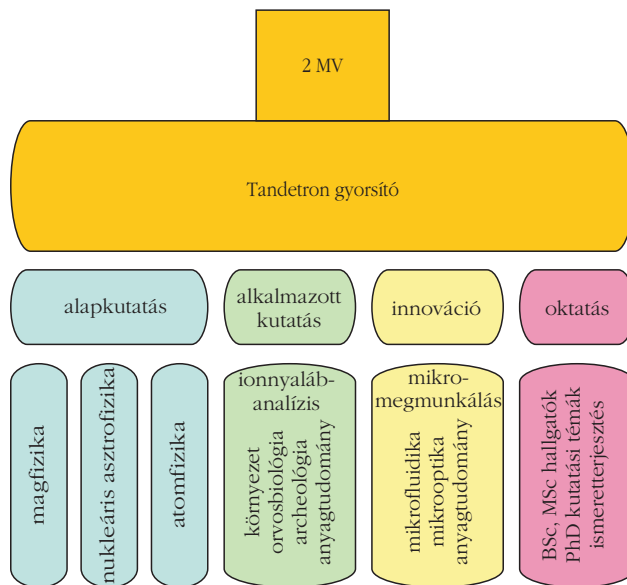 2 MV
Tandetron gyorsító
alapkutatás
alkalmazott
kutatás
innováció
oktatás
magfizika
nukleáris asztrofizika
atomfizika
ionnyaláb-
analízis
környezet
orvosbiológia
archeológia
anyagtudomány
mikro-
megmunkálás
mikrofluidika
mikrooptika
anyagtudomány
BSc, MSc hallgatók
PhD kutatási témák
ismeretterjesztés